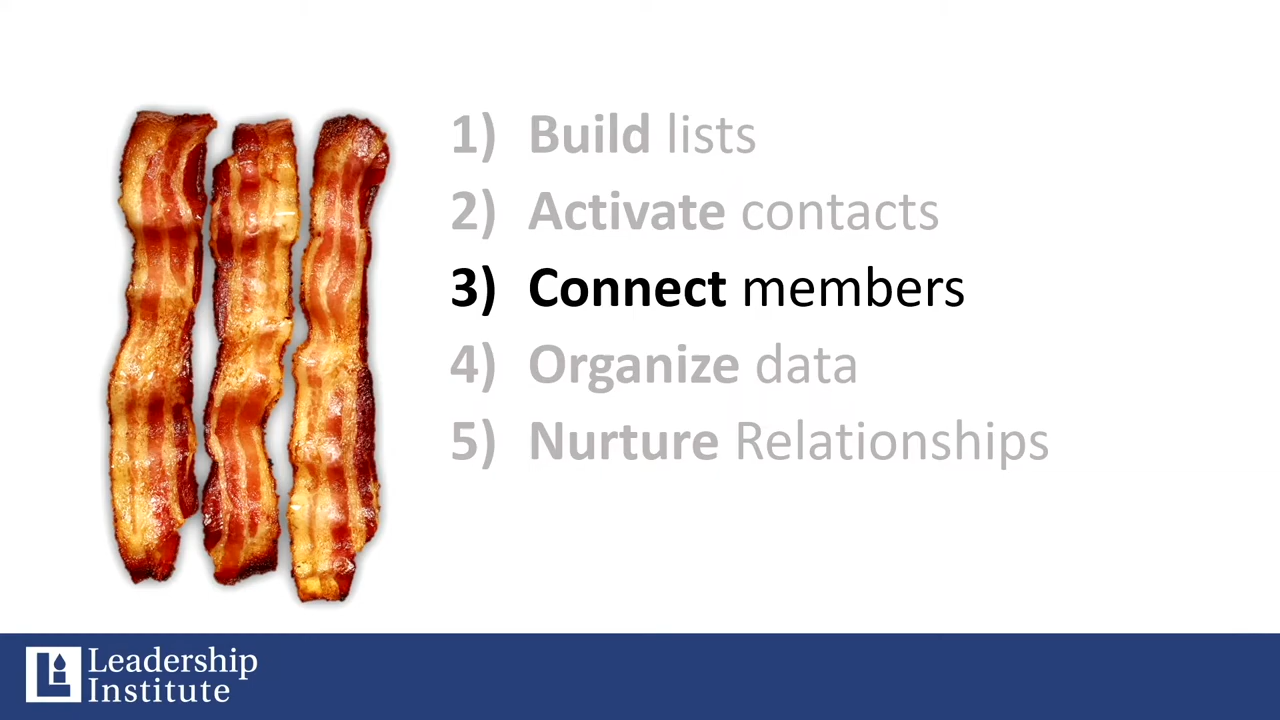 1) Build lists
2) Activate contacts
3) Connect members
4) Organize data
5) Nurture Relationships
Leadership
Institute